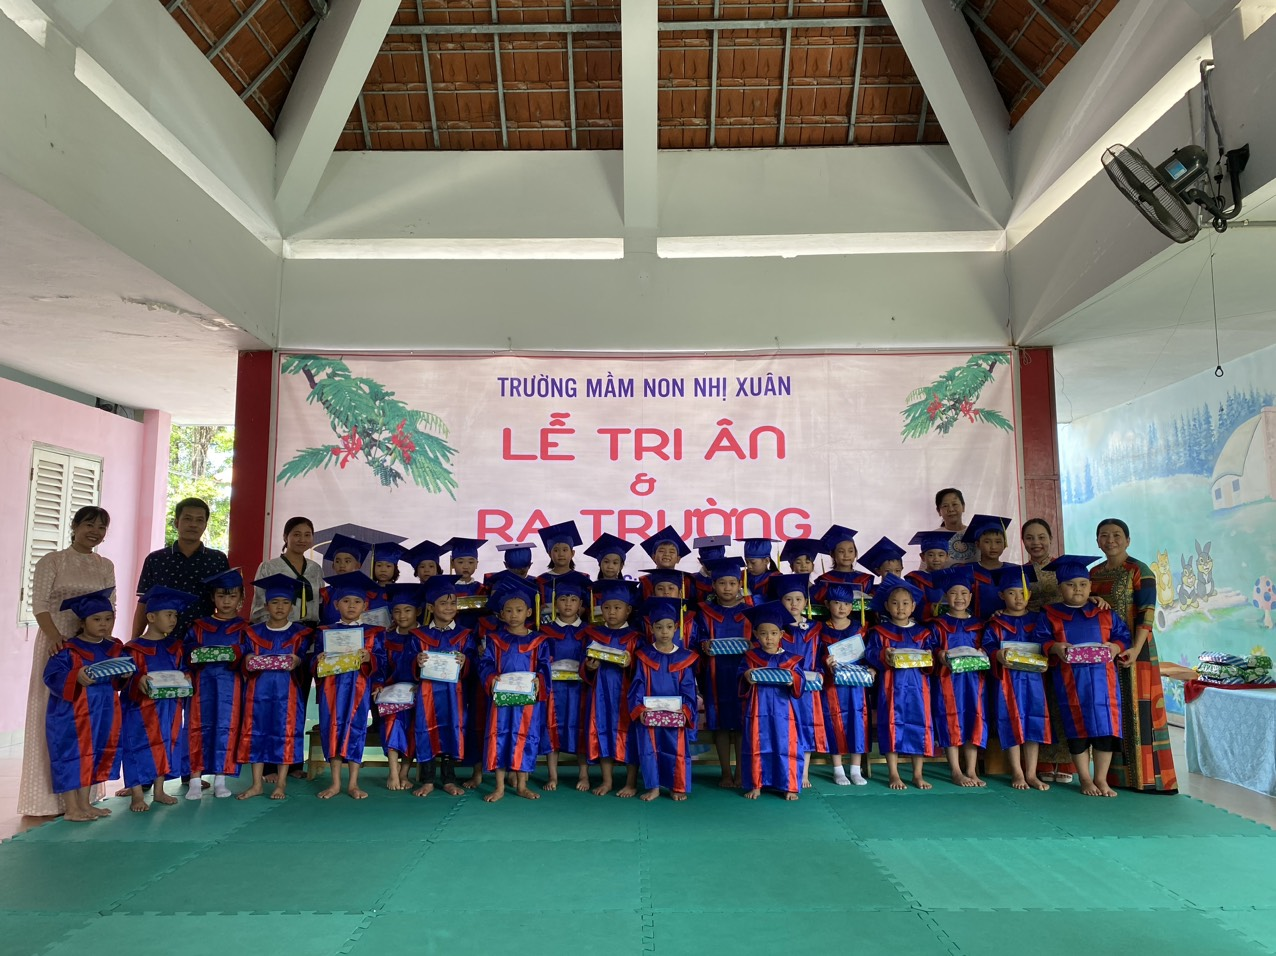 TRƯỜNG MẦM NON NHỊ XUÂN
LỄ TRI ÂN
&
RA TRƯỜNG